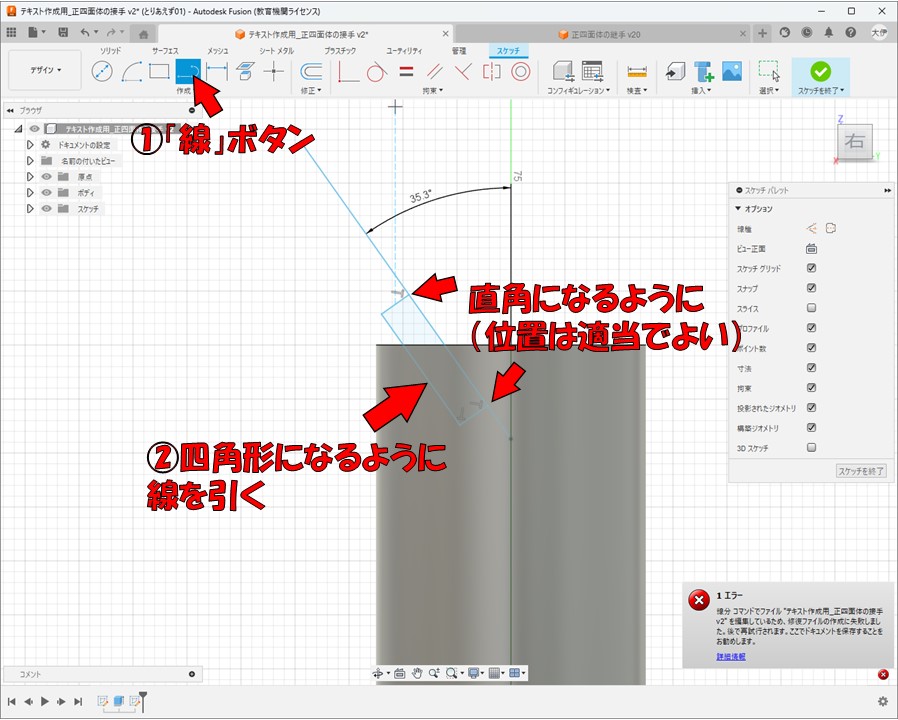 テキスト作成用_正四面体の接手 v2* (とりあえず01) - Autodesk Fusion (教育機関ライセンス)
テキスト作成用_正四面体の接手 v2*
正四面体の継手 v20
大伊
デザイン
ソリッド
サーフェス
メッシュ
シート メタル
プラスチック
ユーティリティ
管理
スケッチ
作成
修正
拘束
コンフィギュレーション
検査
挿入
選択
スケッチを終了
①「線」ボタン
ブラウザ
テキスト作成用_正四
ドキュメントの設定
名前の付いたビュー
原点
ボディ
スケッチ
75
35.3°
Z
右
X
Y
直角になるように
(位置は適当でよい)
②四角形になるように
線を引く
スケッチ パレット
オプション
線種
ビュー正面
スケッチ グリッド
スナップ
スライス
プロファイル
ポイント数
寸法
拘束
投影されたジオメトリ
構築ジオメトリ
3D スケッチ
スケッチを終了
1 エラー
線分 コマンドでファイル "テキスト作成用_正四面体の接手
v2" を編集しているため、修復ファイルの作成に失敗しまし
た。後で再試行されます。ここでドキュメントを保存することを
お勧めします。
詳細情報
コメント